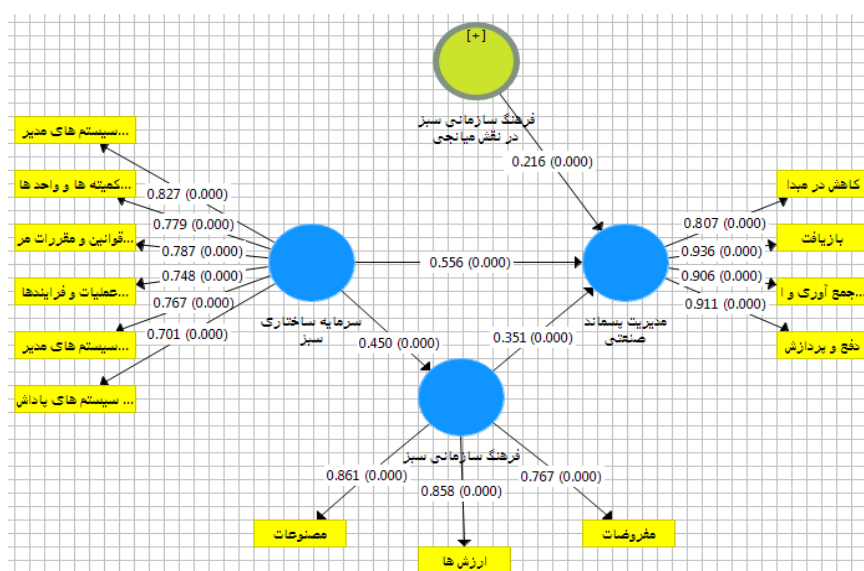 [+]
فرهنگ سازمانی سبز
در نقش میانجی
0.216 (0.000)
سیستم های مدیر...
کمیته ها و واحد ها...
قوانین و مقررات مر...
عملیات و فرایندها...
سیستم های مدیر...
سیستم های پاداش ...
0.827 (0.000)
0.779 (0.000)
0.787 (0.000)
0.748 (0.000)
0.767 (0.000)
0.701 (0.000)
سرمایه ساختاری
سبز
0.556 (0.000)
0.450 (0.000)
0.351 (0.000)
مدیریت پسماند
صنعتی
0.807 (0.000)
0.936 (0.000)
0.906 (0.000)
0.911 (0.000)
کاهش در مبدا
بازیافت
جمع آوری و ا...
دفع و پردازش
فرهنگ سازمانی سبز
0.861 (0.000)
0.858 (0.000)
0.767 (0.000)
مصنوعات
ارزش ها
مفروضات